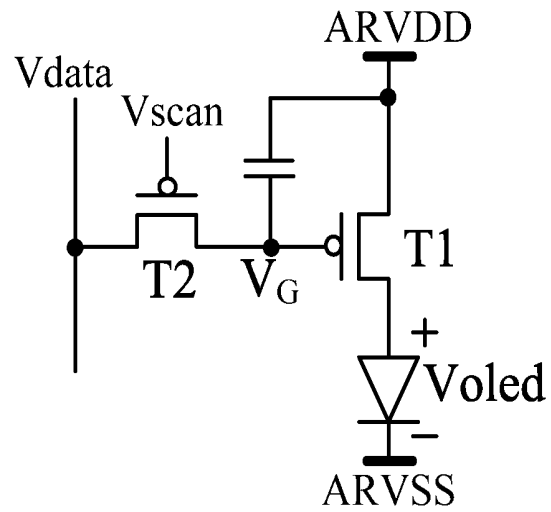 ARVDD
Vdata
Vscan
T1
T2
VG
+
Voled
−
ARVSS